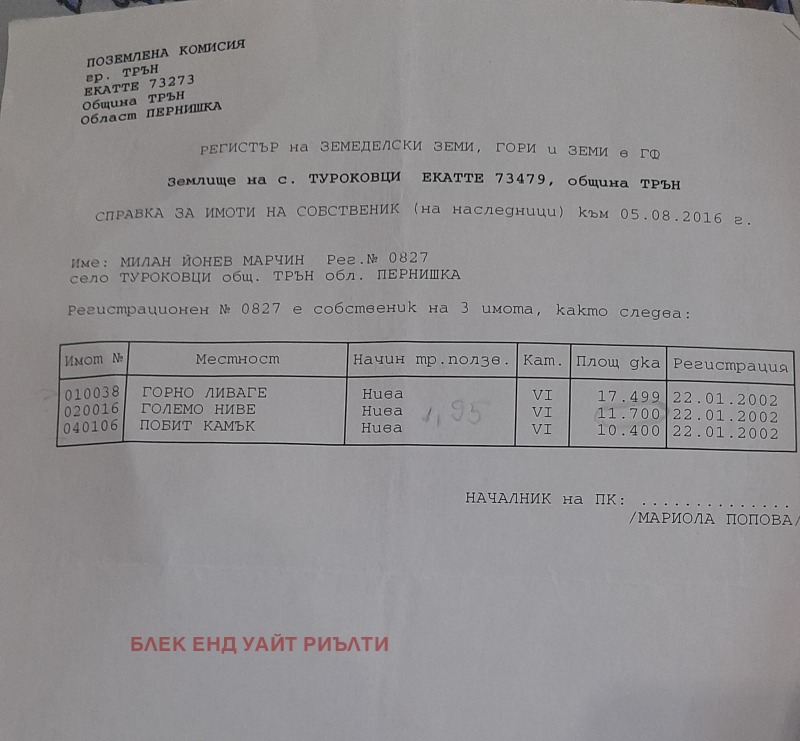 ПОЗЕМЛЕНА КОМИСИЯ
гр. ТРЪН
ЕКАТТЕ 73273
Община ТРЪН
Област ПЕРНИШКА
РЕГИСТЪР на ЗЕМЕДЕЛСКИ ЗЕМИ, ГОРИ и ЗЕМИ в ГФ
Землище на с. ТУРОКОВЦИ ЕКАТТЕ 73479, община ТРЪН
СПРАВКА ЗА ИМОТИ НА СОБСТВЕНИК (на наследници) към 05.08.2016 г.
Име: МИЛАН ЙОНЕВ МАРЧИН Рег.№ 0827
село ТУРОКОВЦИ общ. ТРЪН обл. ПЕРНИШКА
Регистрационен № 0827 е собственик на 3 имота, както следва:
Имот № Местност Начин тр.ползв. Кат. Площ дка Регистрация
010038 ГОРНО ЛИВАГЕ Нива VI 17.499 22.01.2002
020016 ГОЛЕМО НИВЕ Нива 1,95 VI 11.700 22.01.2002
040106 ПОБИТ КАМЪК Нива VI 10.400 22.01.2002
НАЧАЛНИК на ПК: ..............
/МАРИОЛА ПОПОВА/
БЛЕК ЕНД УАЙТ РИЪЛТИ